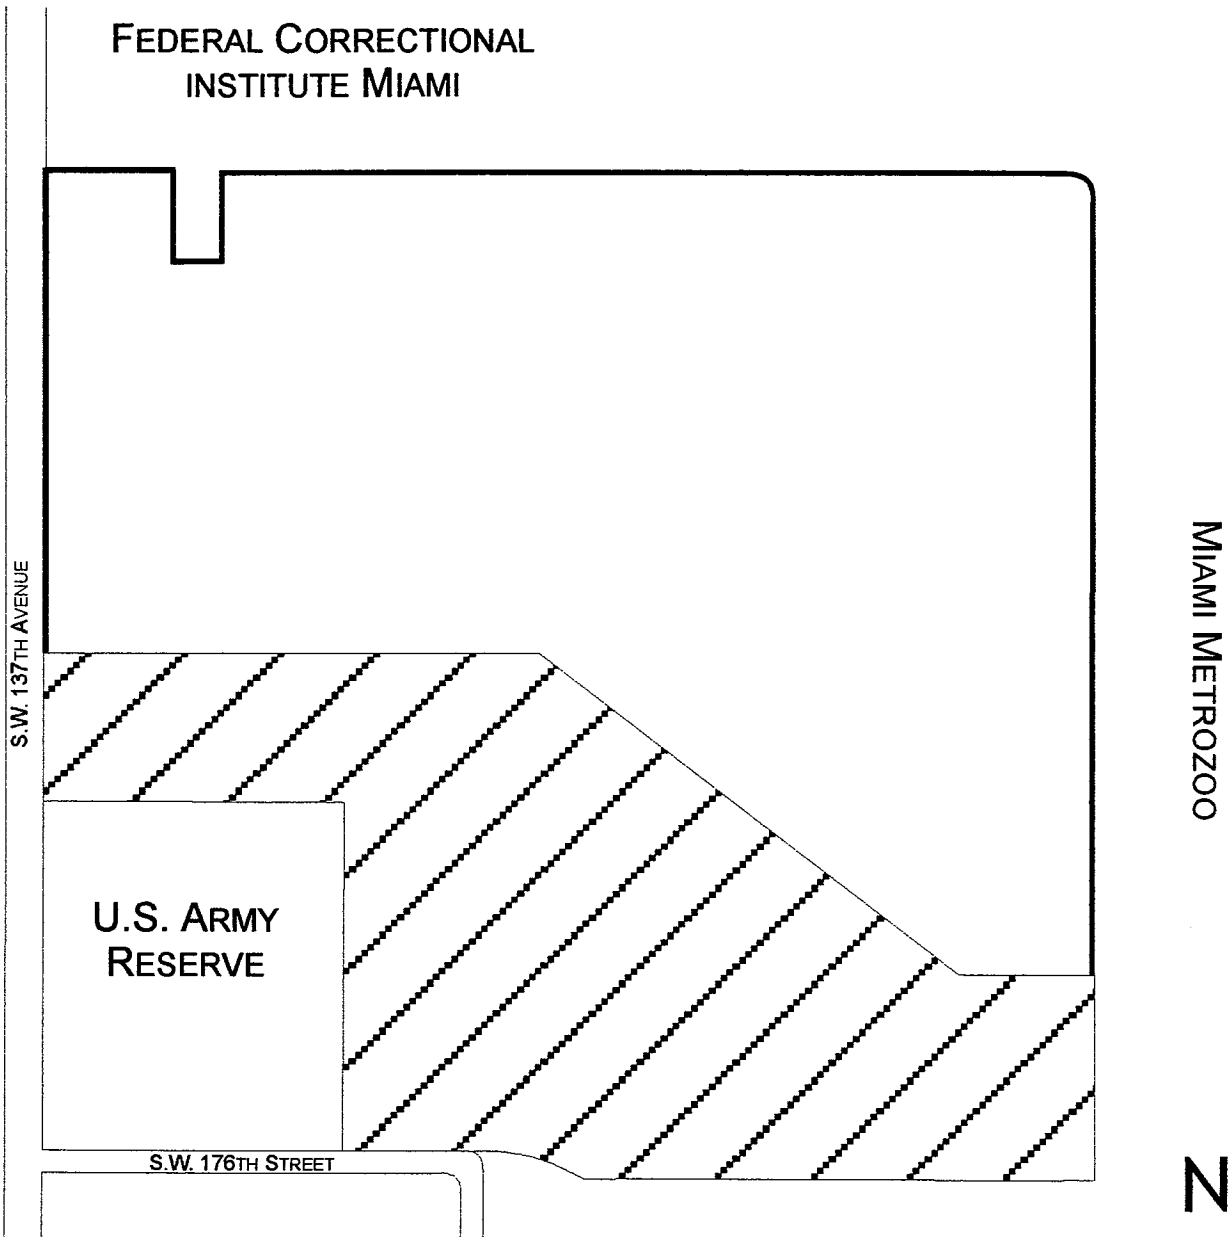 FEDERAL CORRECTIONAL
INSTITUTE MIAMI
S.W. 137TH AVENUE
MIAMI METROZOO
U.S. ARMY
RESERVE
S.W. 176TH STREET
N